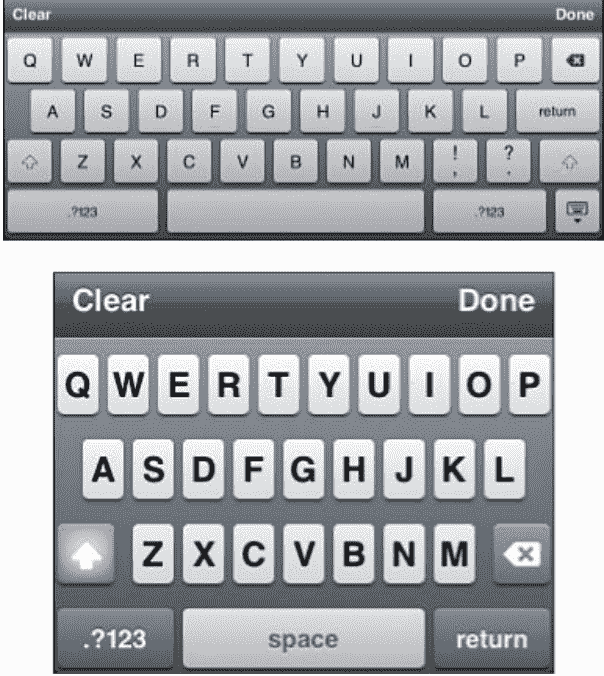 Clear Done
Q W E R T Y U I O P
A S D F G H J K L return
Z X C V B N M ! , ? .
.?123 .?123
Clear Done
Q W E R T Y U I O P
A S D F G H J K L
Z X C V B N M
.?123 space return